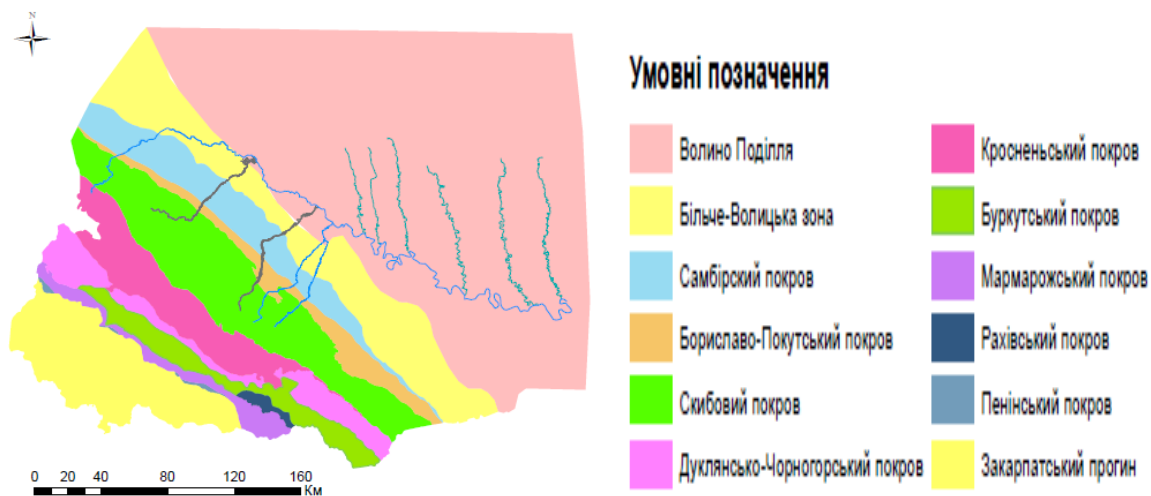 N
Умовні позначення
Волино Поділля
Більче-Волицька зона
Самбірский покров
Бориславо-Покутський покров
Скибовий покров
Дуклянсько-Чорногорський покров
Кросненьський покров
Буркутський покров
Мармарожський покров
Рахівський покров
Пенінський покров
Закарпатський прогин
0 20 40 80 120 160
Км